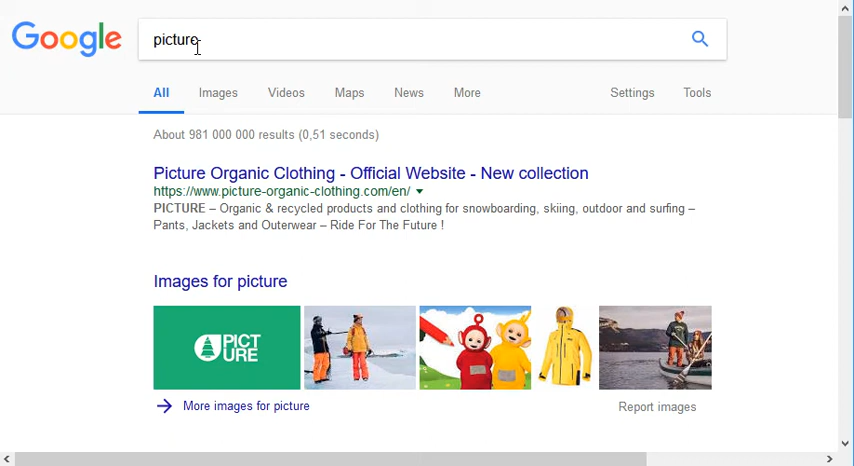 Google
picture
All Images Videos Maps News More Settings Tools
About 981 000 000 results (0,51 seconds)
Picture Organic Clothing - Official Website - New collection
https://www.picture-organic-clothing.com/en/
PICTURE – Organic & recycled products and clothing for snowboarding, skiing, outdoor and surfing –
Pants, Jackets and Outerwear – Ride For The Future !
Images for picture
PICT
URE
More images for picture
Report images